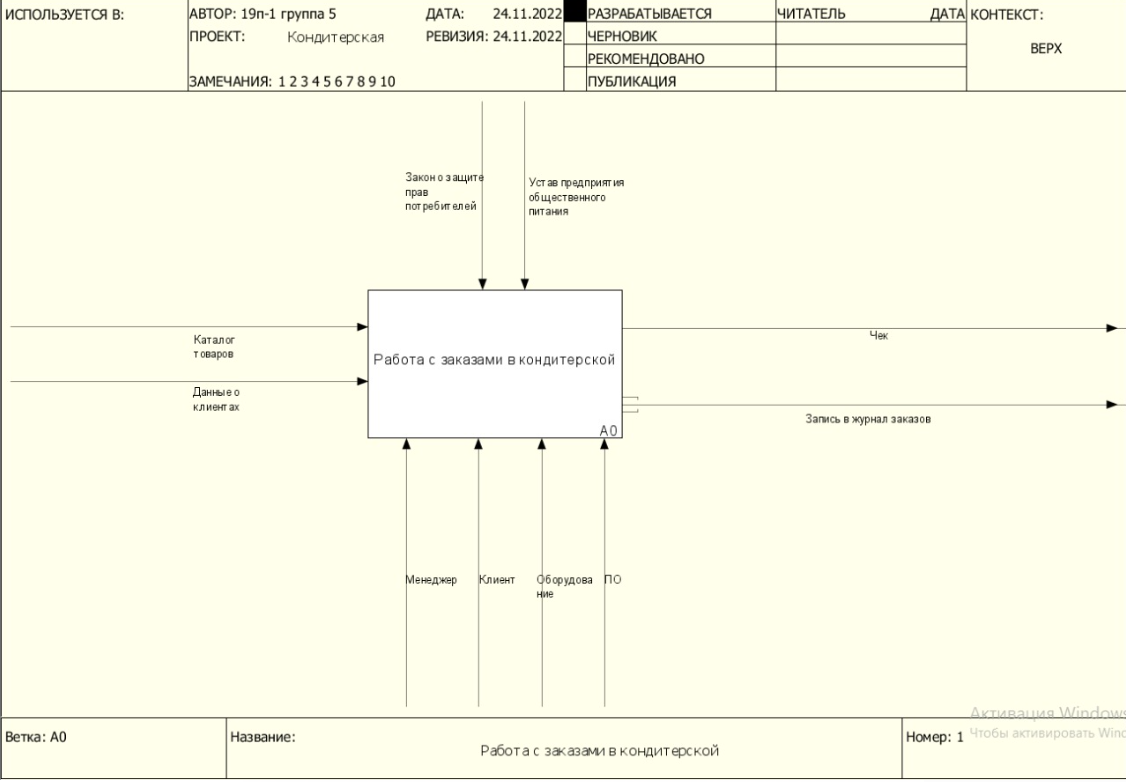 ИСПОЛЬЗУЕТСЯ В:
АВТОР: 19п-1 группа 5
ДАТА: 24.11.2022
РАЗРАБАТЫВАЕТСЯ
ЧИТАТЕЛЬ
ДАТА
КОНТЕКСТ:
ПРОЕКТ: Кондитерская
РЕВИЗИЯ: 24.11.2022
ЧЕРНОВИК
ВЕРХ
РЕКОМЕНДОВАНО
ЗАМЕЧАНИЯ: 1 2 3 4 5 6 7 8 9 10
ПУБЛИКАЦИЯ
Закон о защите
прав
потребителей
Устав предприятия
общественного
питания
Каталог
товаров
Данные о
клиентах
Работа с заказами в кондитерской
A0
Чек
Запись в журнал заказов
Менеджер
Клиент
Оборудова
ние
ПО
Активация Windows
Чтобы активировать Wind
Ветка: A0
Название:
Работа с заказами в кондитерской
Номер: 1